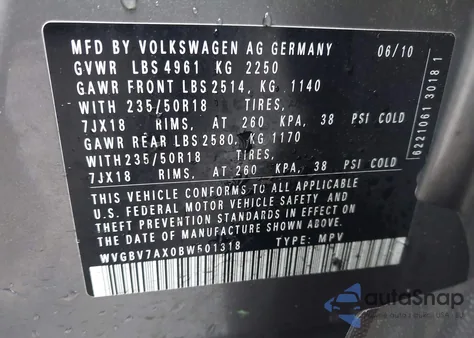 MFD BY VOLKSWAGEN AG GERMANY 06/10
GVWR LBS 4961 KG 2250
GAWR FRONT LBS 2514, KG 1140
WITH 235/50R18 TIRES,
7JX18 RIMS, AT 260 KPA, 38 PSI COLD
GAWR REAR LBS 2580, KG 1170
WITH 235/50R18 TIRES,
7JX18 RIMS, AT 260 KPA, 38 PSI COLD
THIS VEHICLE CONFORMS TO ALL APPLICABLE
U.S. FEDERAL MOTOR VEHICLE SAFETY AND
THEFT PREVENTION STANDARDS IN EFFECT ON
THE DATE OF MANUFACTURE SHOWN ABOVE.
WVGBV7AX0BW501318 TYPE: MPV
6221061 3018 1
autoSnap